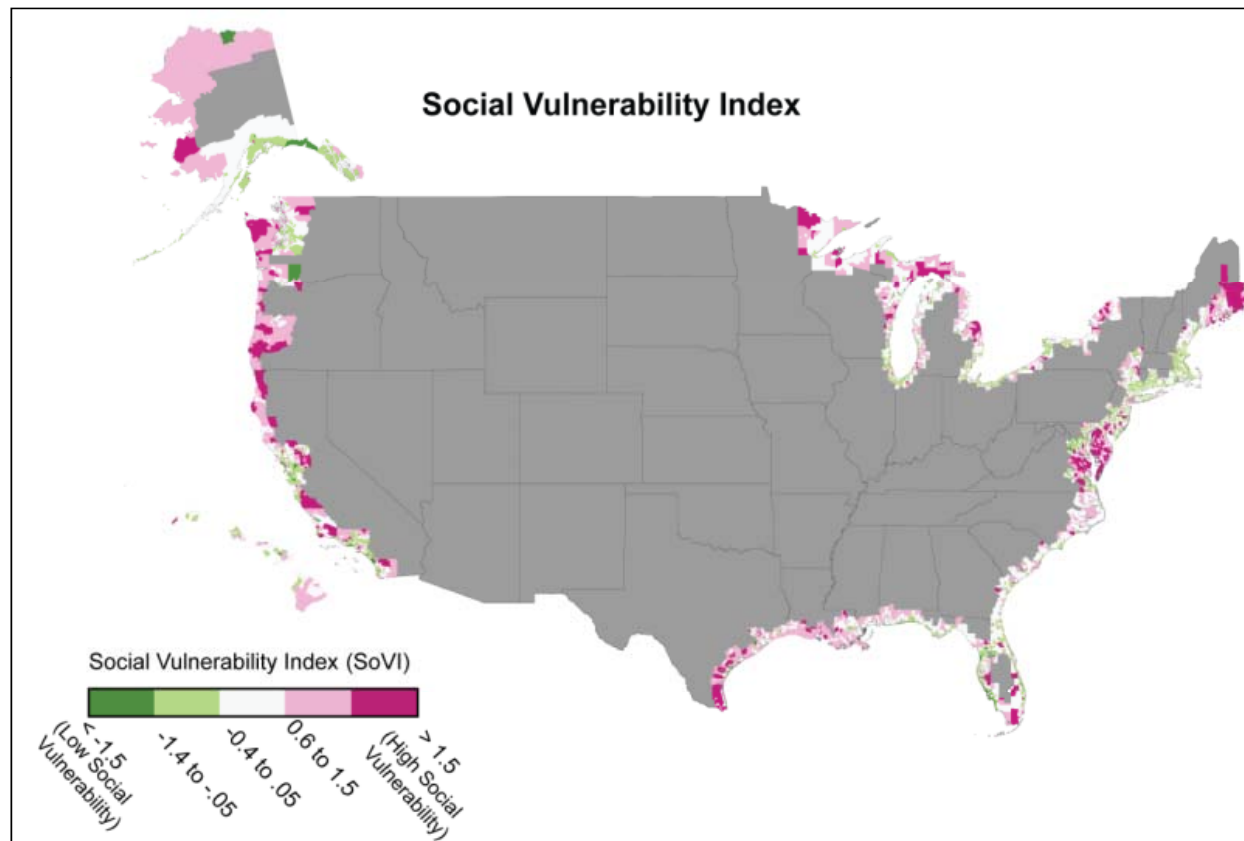 Social Vulnerability Index
Social Vulnerability Index (SoVI)
< -1.5
(Low Social
Vulnerability)
-1.4 to -.05
-0.4 to .05
0.6 to 1.5
> 1.5
(High Social
Vulnerability)